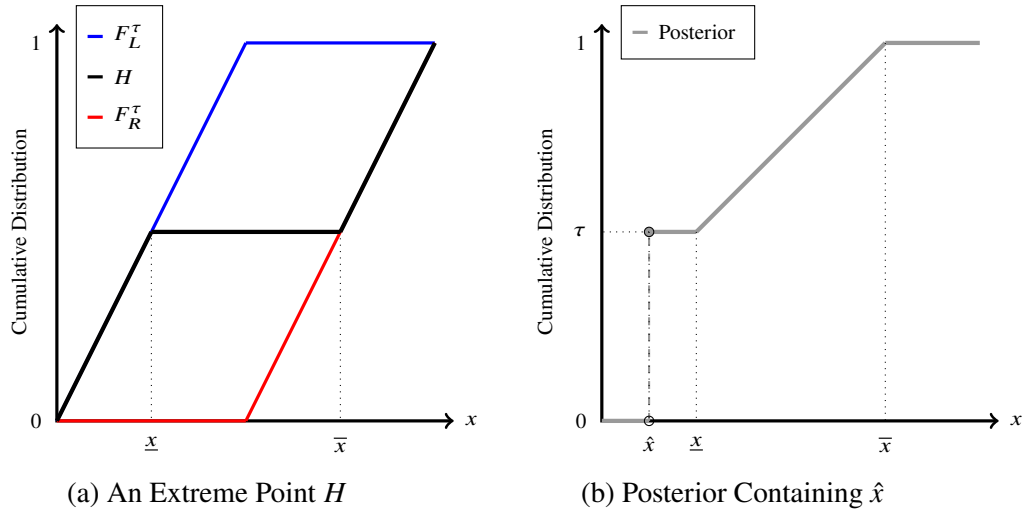 1
F_L^τ
H
F_R^τ
Cumulative Distribution
0
x̲
x̄
x
(a) An Extreme Point H
1
Posterior
τ
Cumulative Distribution
0
x̂
x̲
x̄
x
(b) Posterior Containing x̂